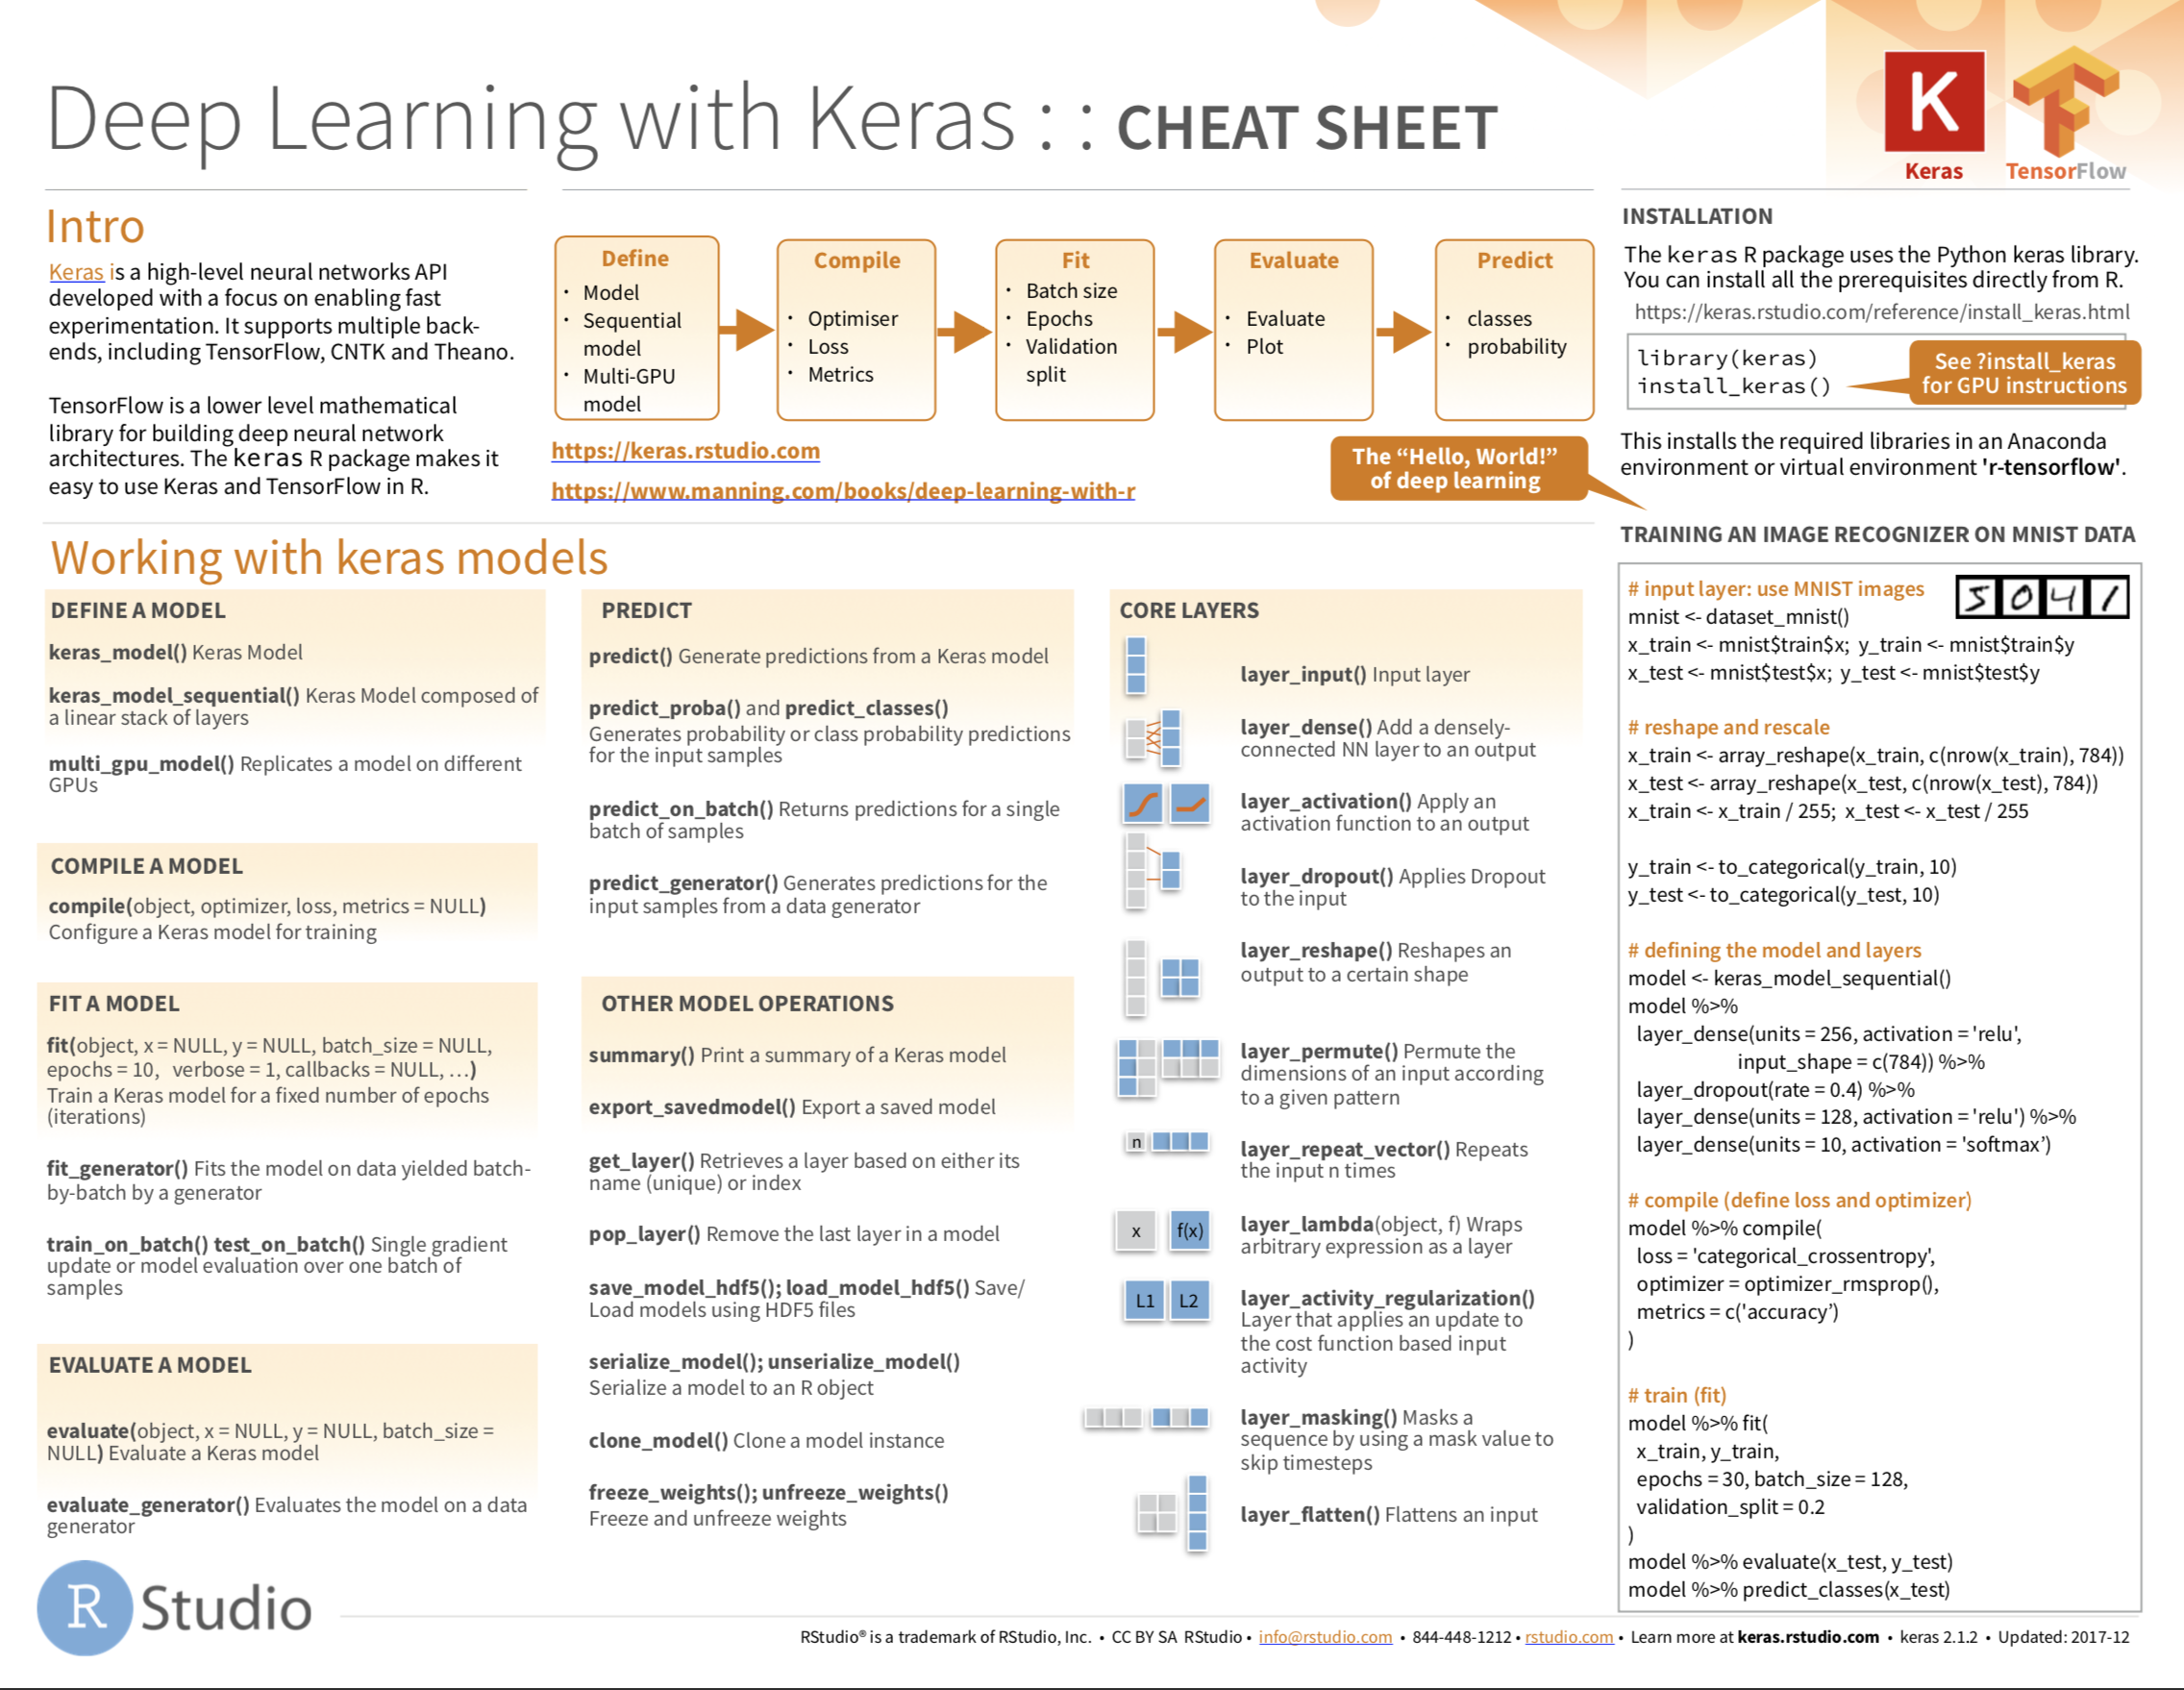 Deep Learning with Keras : : CHEAT SHEET
K
Keras
TensorFlow
Intro
Keras is a high-level neural networks API
developed with a focus on enabling fast
experimentation. It supports multiple back-
ends, including TensorFlow, CNTK and Theano.
TensorFlow is a lower level mathematical
library for building deep neural network
architectures. The keras R package makes it
easy to use Keras and TensorFlow in R.
Define
• Model
• Sequential
model
• Multi-GPU
model
Compile
• Optimiser
• Loss
• Metrics
Fit
• Batch size
• Epochs
• Validation
split
Evaluate
• Evaluate
• Plot
Predict
• classes
• probability
https://keras.rstudio.com
https://www.manning.com/books/deep-learning-with-r
The “Hello, World!”
of deep learning
INSTALLATION
The keras R package uses the Python keras library.
You can install all the prerequisites directly from R.
https://keras.rstudio.com/reference/install_keras.html
library(keras)
install_keras()
See ?install_keras
for GPU instructions
This installs the required libraries in an Anaconda
environment or virtual environment 'r-tensorflow'.
Working with keras models
DEFINE A MODEL
keras_model() Keras Model
keras_model_sequential() Keras Model composed of
a linear stack of layers
multi_gpu_model() Replicates a model on different
GPUs
COMPILE A MODEL
compile(object, optimizer, loss, metrics = NULL)
Configure a Keras model for training
FIT A MODEL
fit(object, x = NULL, y = NULL, batch_size = NULL,
epochs = 10, verbose = 1, callbacks = NULL, …)
Train a Keras model for a fixed number of epochs
(iterations)
fit_generator() Fits the model on data yielded batch-
by-batch by a generator
train_on_batch() test_on_batch() Single gradient
update or model evaluation over one batch of
samples
EVALUATE A MODEL
evaluate(object, x = NULL, y = NULL, batch_size =
NULL) Evaluate a Keras model
evaluate_generator() Evaluates the model on a data
generator
PREDICT
predict() Generate predictions from a Keras model
predict_proba() and predict_classes()
Generates probability or class probability predictions
for the input samples
predict_on_batch() Returns predictions for a single
batch of samples
predict_generator() Generates predictions for the
input samples from a data generator
OTHER MODEL OPERATIONS
summary() Print a summary of a Keras model
export_savedmodel() Export a saved model
get_layer() Retrieves a layer based on either its
name (unique) or index
pop_layer() Remove the last layer in a model
save_model_hdf5(); load_model_hdf5() Save/
Load models using HDF5 files
serialize_model(); unserialize_model()
Serialize a model to an R object
clone_model() Clone a model instance
freeze_weights(); unfreeze_weights()
Freeze and unfreeze weights
CORE LAYERS
layer_input() Input layer
layer_dense() Add a densely-
connected NN layer to an output
layer_activation() Apply an
activation function to an output
layer_dropout() Applies Dropout
to the input
layer_reshape() Reshapes an
output to a certain shape
layer_permute() Permute the
dimensions of an input according
to a given pattern
n
layer_repeat_vector() Repeats
the input n times
x f(x)
layer_lambda(object, f) Wraps
arbitrary expression as a layer
L1 L2
layer_activity_regularization()
Layer that applies an update to
the cost function based input
activity
layer_masking() Masks a
sequence by using a mask value to
skip timesteps
layer_flatten() Flattens an input
TRAINING AN IMAGE RECOGNIZER ON MNIST DATA
5 0 4 1
# input layer: use MNIST images
mnist <- dataset_mnist()
x_train <- mnist$train$x; y_train <- mnist$train$y
x_test <- mnist$test$x; y_test <- mnist$test$y
# reshape and rescale
x_train <- array_reshape(x_train, c(nrow(x_train), 784))
x_test <- array_reshape(x_test, c(nrow(x_test), 784))
x_train <- x_train / 255; x_test <- x_test / 255
y_train <- to_categorical(y_train, 10)
y_test <- to_categorical(y_test, 10)
# defining the model and layers
model <- keras_model_sequential()
model %>%
layer_dense(units = 256, activation = 'relu',
input_shape = c(784)) %>%
layer_dropout(rate = 0.4) %>%
layer_dense(units = 128, activation = 'relu') %>%
layer_dense(units = 10, activation = 'softmax’)
# compile (define loss and optimizer)
model %>% compile(
loss = 'categorical_crossentropy',
optimizer = optimizer_rmsprop(),
metrics = c('accuracy’)
)
# train (fit)
model %>% fit(
x_train, y_train,
epochs = 30, batch_size = 128,
validation_split = 0.2
)
model %>% evaluate(x_test, y_test)
model %>% predict_classes(x_test)
R Studio
RStudio® is a trademark of RStudio, Inc. • CC BY SA RStudio • info@rstudio.com • 844-448-1212 • rstudio.com • Learn more at keras.rstudio.com • keras 2.1.2 • Updated: 2017-12